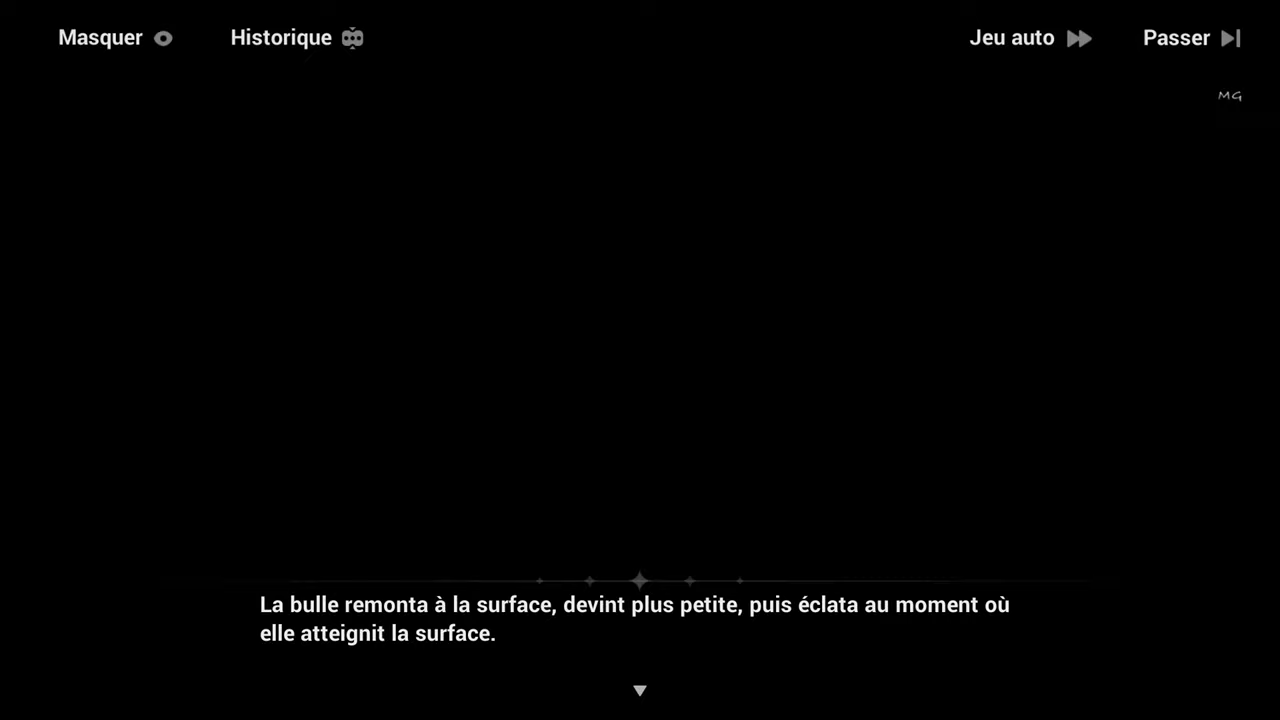 Masquer Historique Jeu auto Passer
MG
La bulle remonta à la surface, devint plus petite, puis éclata au moment où
elle atteignit la surface.